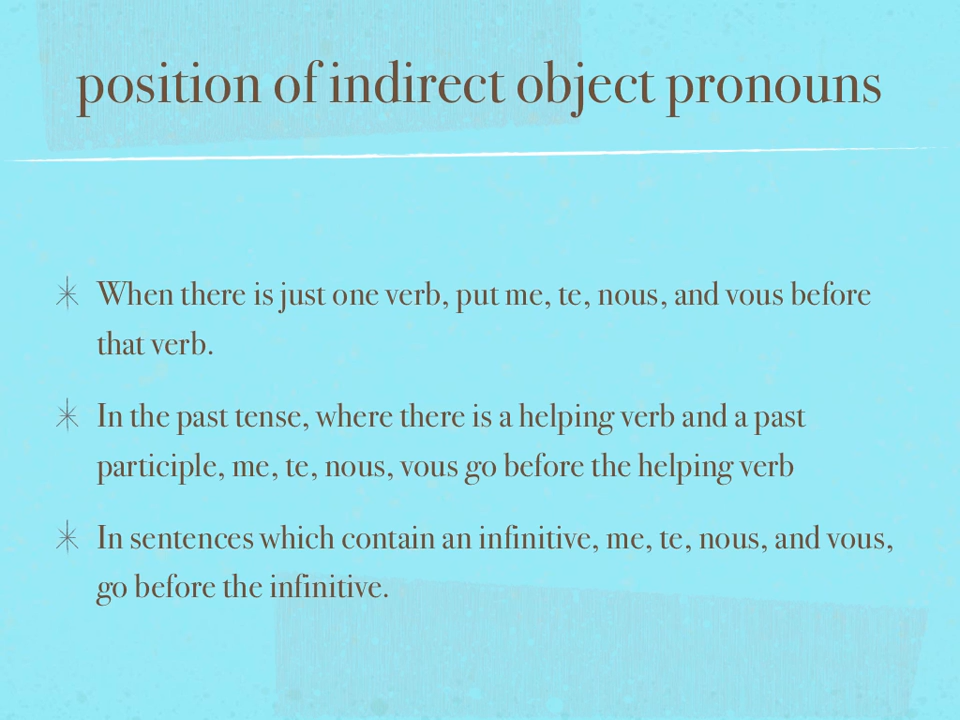 position of indirect object pronouns
When there is just one verb, put me, te, nous, and vous before
that verb.
In the past tense, where there is a helping verb and a past
participle, me, te, nous, vous go before the helping verb
In sentences which contain an infinitive, me, te, nous, and vous,
go before the infinitive.